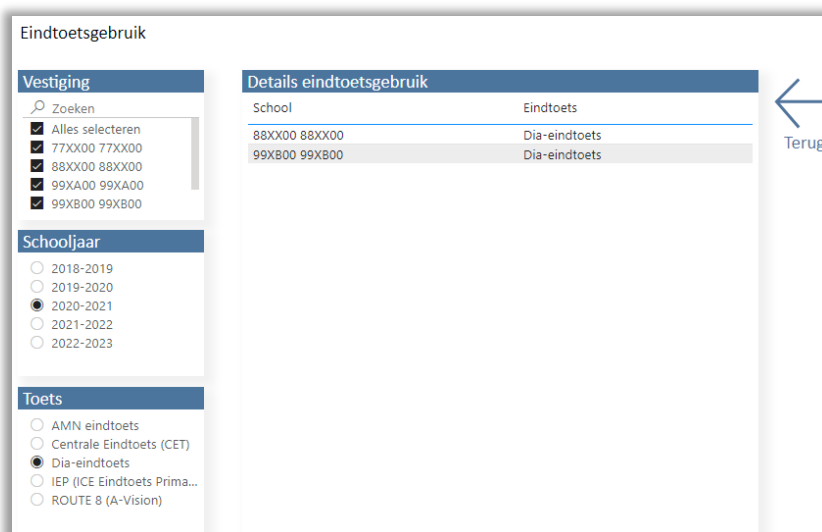 Eindtoetsgebruik
Vestiging
Zoeken
Alles selecteren
77XX00 77XX00
88XX00 88XX00
99XA00 99XA00
99XB00 99XB00
Schooljaar
2018-2019
2019-2020
2020-2021
2021-2022
2022-2023
Toets
AMN eindtoets
Centrale Eindtoets (CET)
Dia-eindtoets
IEP (ICE Eindtoets Prima...
ROUTE 8 (A-Vision)
Details eindtoetsgebruik
School Eindtoets
88XX00 88XX00 Dia-eindtoets
99XB00 99XB00 Dia-eindtoets
Terug